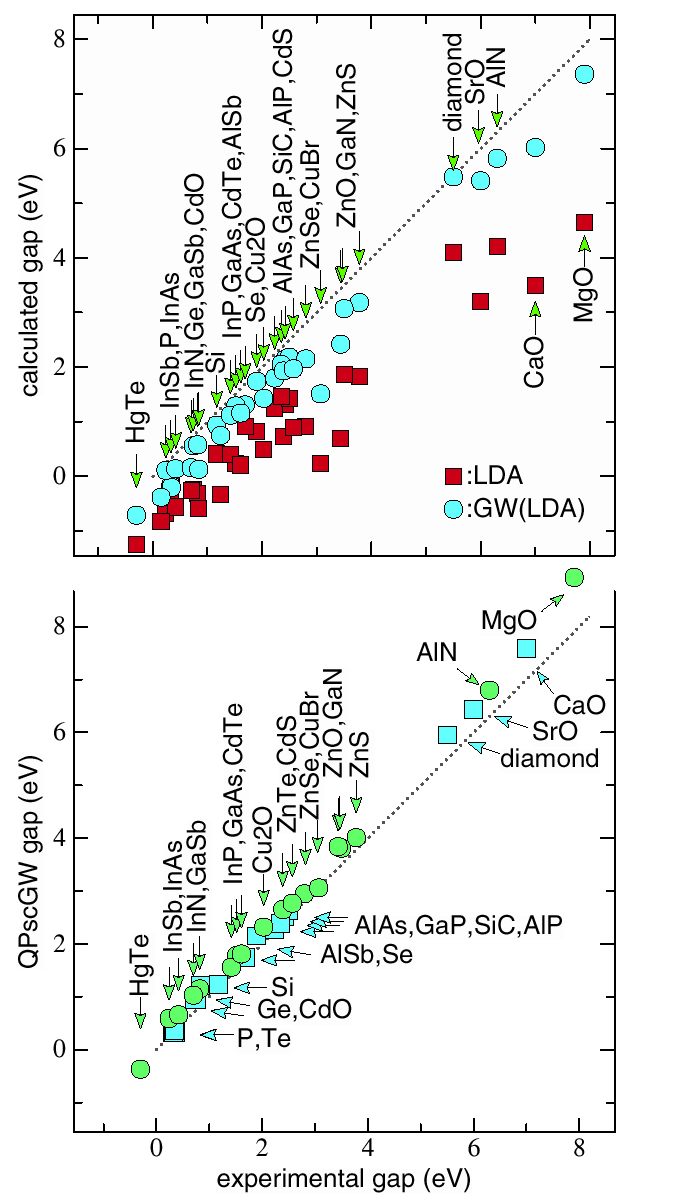 8
6
4
2
0
calculated gap (eV)
HgTe
InSb,P,InAs
InN,Ge,GaSb,CdO
Si
InP,GaAs,CdTe,AlSb
Se,Cu2O
AlAs,GaP,SiC,AlP,CdS
ZnSe,CuBr
ZnO,GaN,ZnS
diamond
SrO
AlN
CaO
MgO
:LDA
:GW(LDA)
8
6
4
2
0
QPscGW gap (eV)
HgTe
InSb,InAs
InN,GaSb
InP,GaAs,CdTe
Cu2O
ZnTe,CdS
ZnSe,CuBr
ZnO,GaN
ZnS
MgO
AlN
CaO
SrO
diamond
AlAs,GaP,SiC,AlP
AlSb,Se
Si
Ge,CdO
P,Te
0 2 4 6 8
experimental gap (eV)